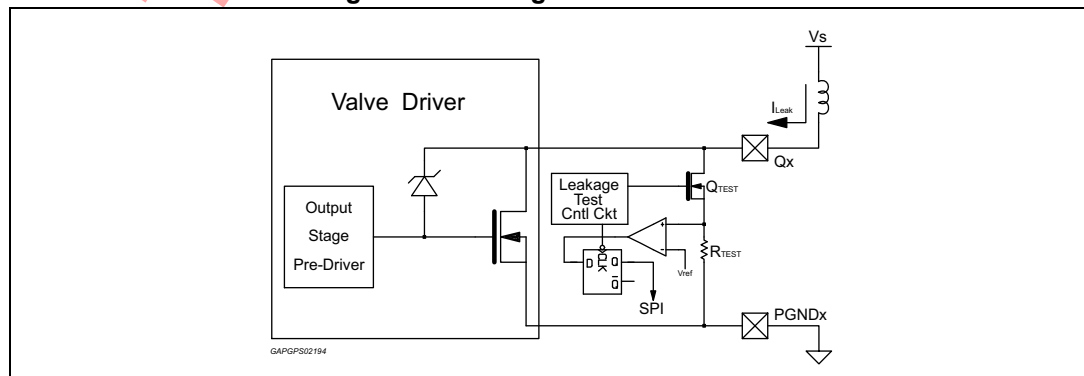 Vs
Valve Driver
ILeak
Qx
Leakage
Test
Cntl Ckt
QTEST
Output
Stage
Pre-Driver
+
-
RTEST
D
Q
CLK
Q
Vref
SPI
PGNDx
GAPGPS02194